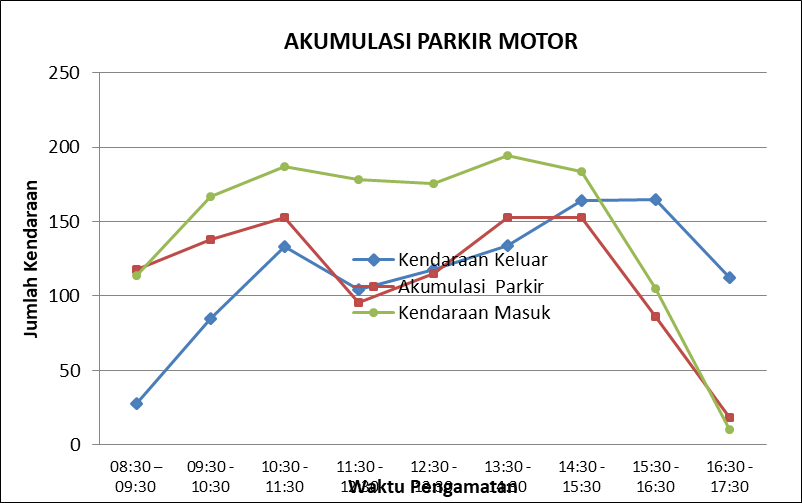 AKUMULASI PARKIR MOTOR
Jumlah Kendaraan
250
200
150
100
50
0
Kendaraan Keluar
Akumulasi Parkir
Kendaraan Masuk
08:30 – 09:30 - 10:30 - 11:30 - 12:30 - 13:30 - 14:30 - 15:30 - 16:30 -
09:30 10:30 11:30 15:30 16:30 17:30
Waktu Pengamatan